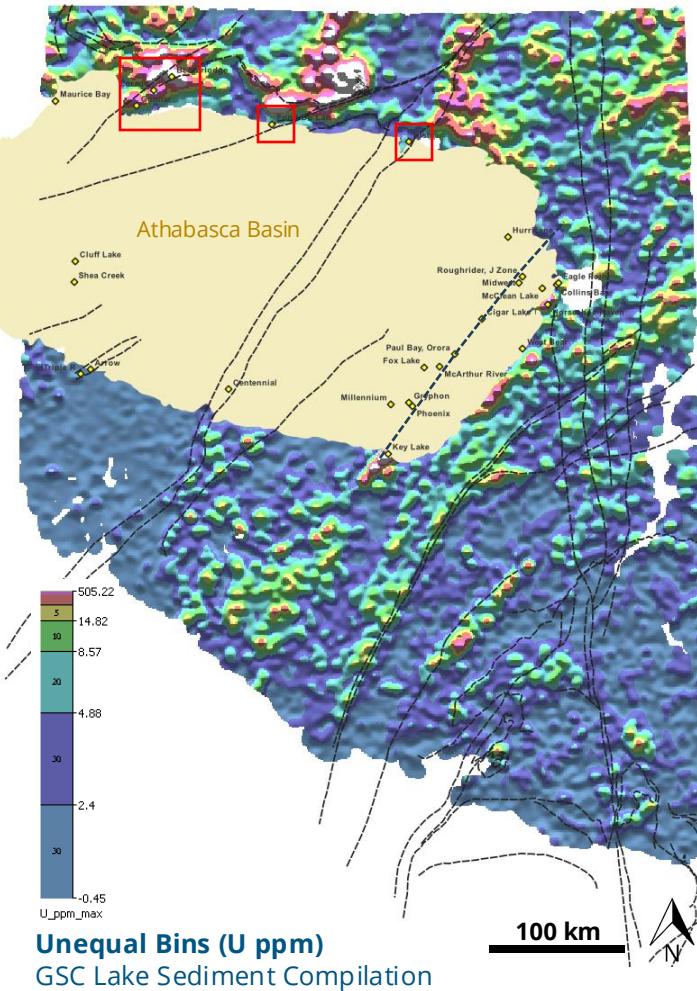 Maurice Bay
Athabasca Basin
Cluff Lake
Shea Creek
Hurricane
Roughrider, J Zone
Midwest
Eagle Point
McClean Lake
Collins Bay
Cigar Lake
West Bear
Paul Bay, Orora
Fox Lake
McArthur River
Arrow
Centennial
Millennium
Gryphon
Phoenix
Key Lake
505.22
5
14.82
10
8.57
20
4.88
30
2.4
30
-0.45
U_ppm_max
Unequal Bins (U ppm)
GSC Lake Sediment Compilation
100 km
N